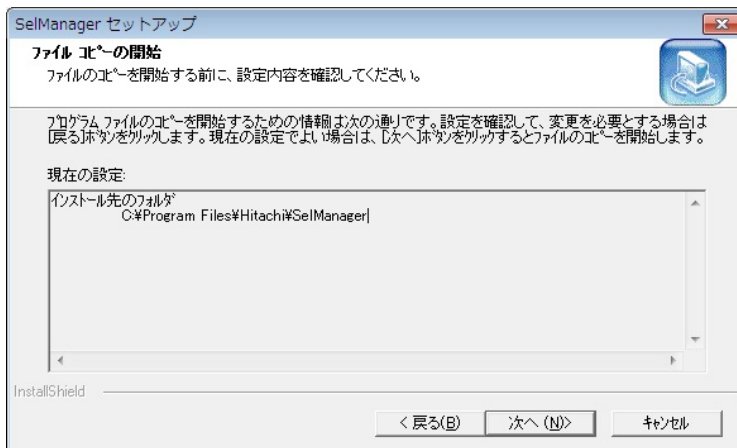 SelManager セットアップ
ファイル コピーの開始
ファイルのコピーを開始する前に、設定内容を確認してください。
プログラム ファイルのコピーを開始するための情報は次の通りです。設定を確認して、変更を必要とする場合は
[戻る]ボタンをクリックします。現在の設定でよい場合は、[次へ]ボタンをクリックするとファイルのコピーを開始します。
現在の設定:
インストール先のフォルダ
C:¥Program Files¥Hitachi¥SelManager
InstallShield
< 戻る(B)
次へ (N)>
キャンセル